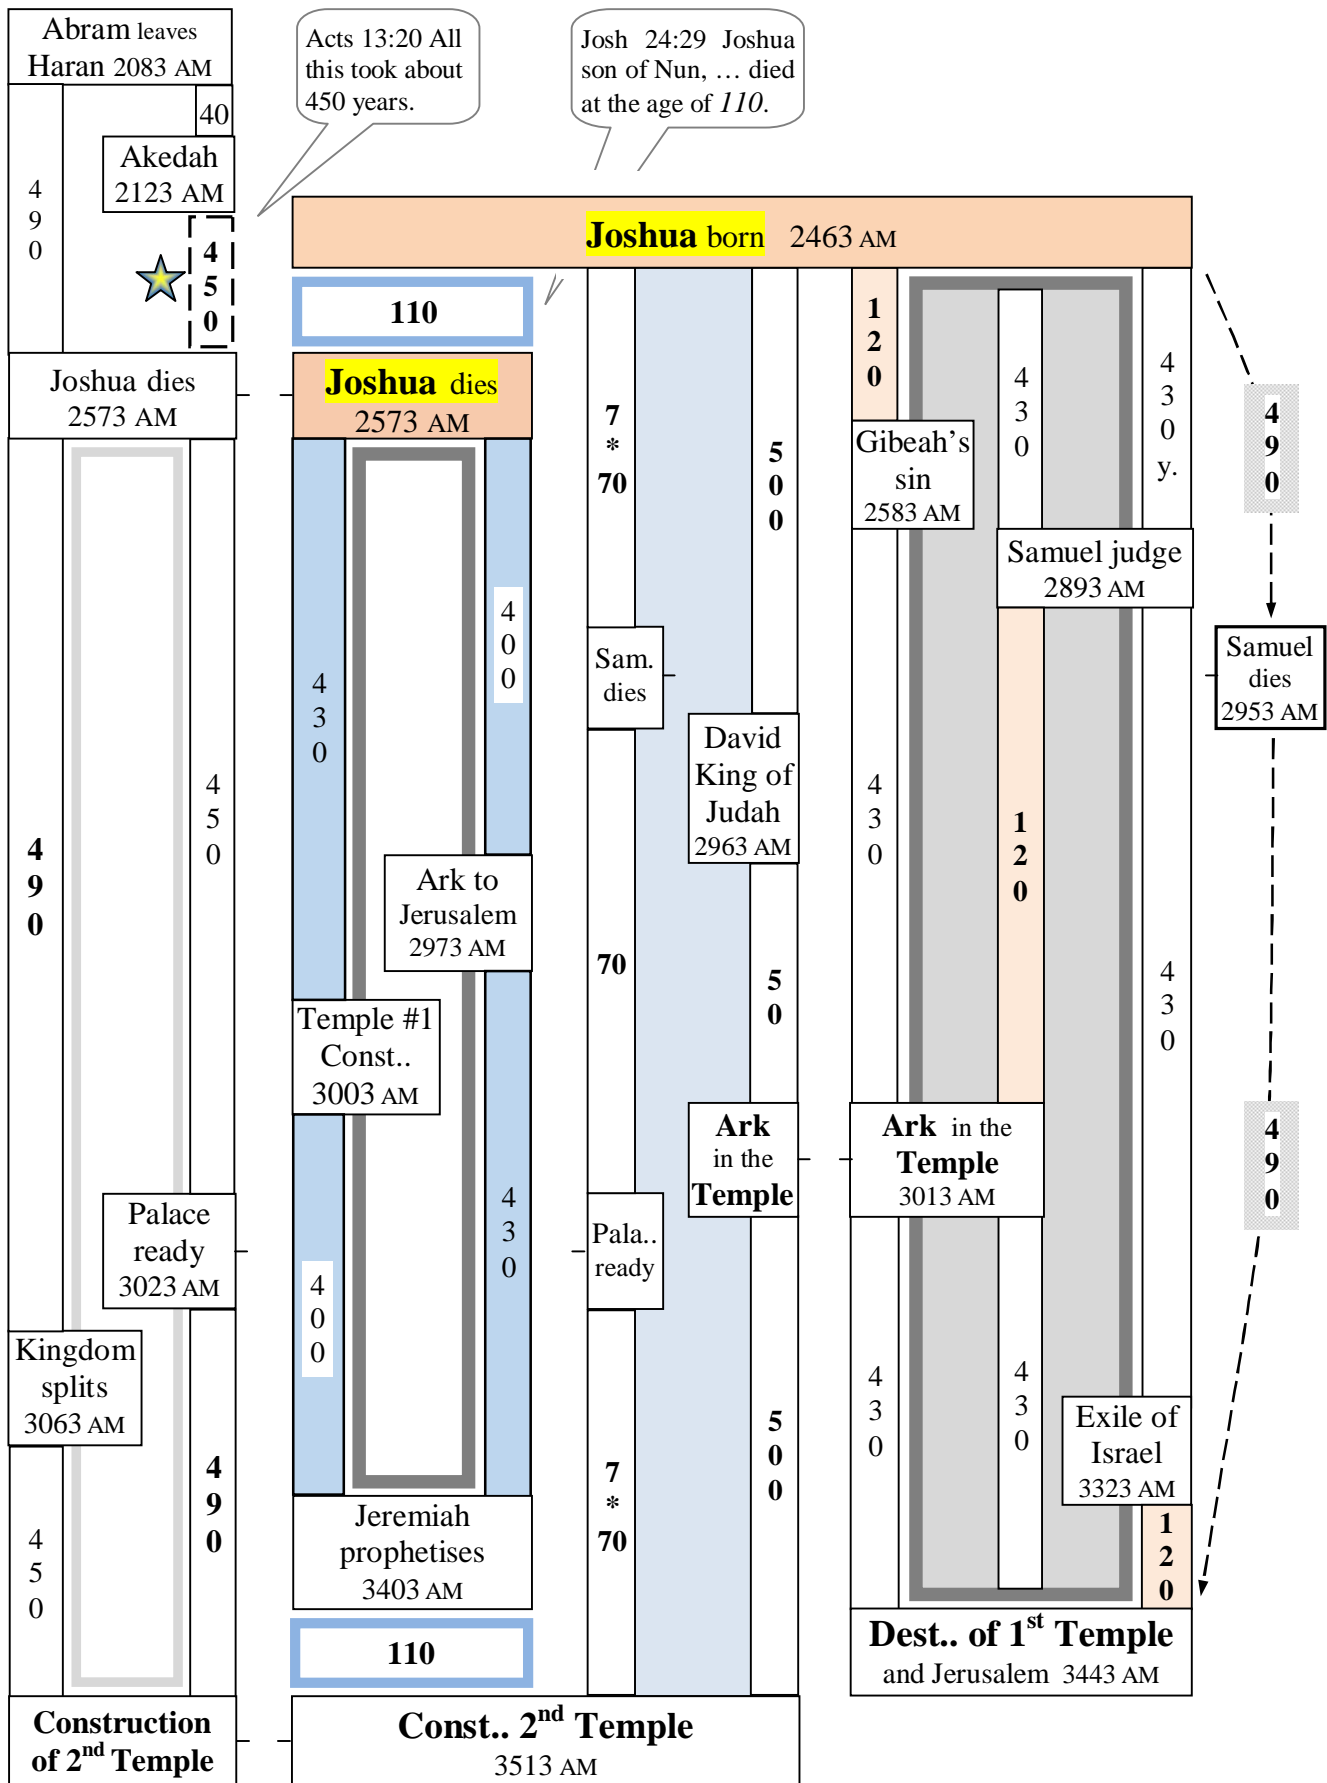 Abram leaves
Haran 2083 AM
Acts 13:20 All
this took about
450 years.
Josh 24:29 Joshua
son of Nun, … died
at the age of 110.
40
Akedah
2123 AM
4
9
0
4
5
0
Joshua born 2463 AM
110
Joshua dies
2573 AM
Joshua dies
2573 AM
7
*
70
5
0
0
1
2
0
4
3
0
4
3
0
y.
4
9
0
Gibeah's
sin
2583 AM
Samuel judge
2893 AM
4
0
0
4
3
0
Sam.
dies
Samuel
dies
2953 AM
David
King of
Judah
2963 AM
4
5
0
4
9
0
4
3
0
1
2
0
Ark to
Jerusalem
2973 AM
70
5
0
4
3
0
Temple #1
Const..
3003 AM
Ark
in the
Temple
Ark in the
Temple
3013 AM
4
9
0
Palace
ready
3023 AM
4
3
0
Pala..
ready
4
0
0
Kingdom
splits
3063 AM
4
3
0
4
3
0
Exile of
Israel
3323 AM
5
0
0
7
*
70
4
9
0
4
5
0
Jeremiah
prophetises
3403 AM
1
2
0
110
Dest.. of 1st Temple
and Jerusalem 3443 AM
Construction
of 2nd Temple
Const.. 2nd Temple
3513 AM